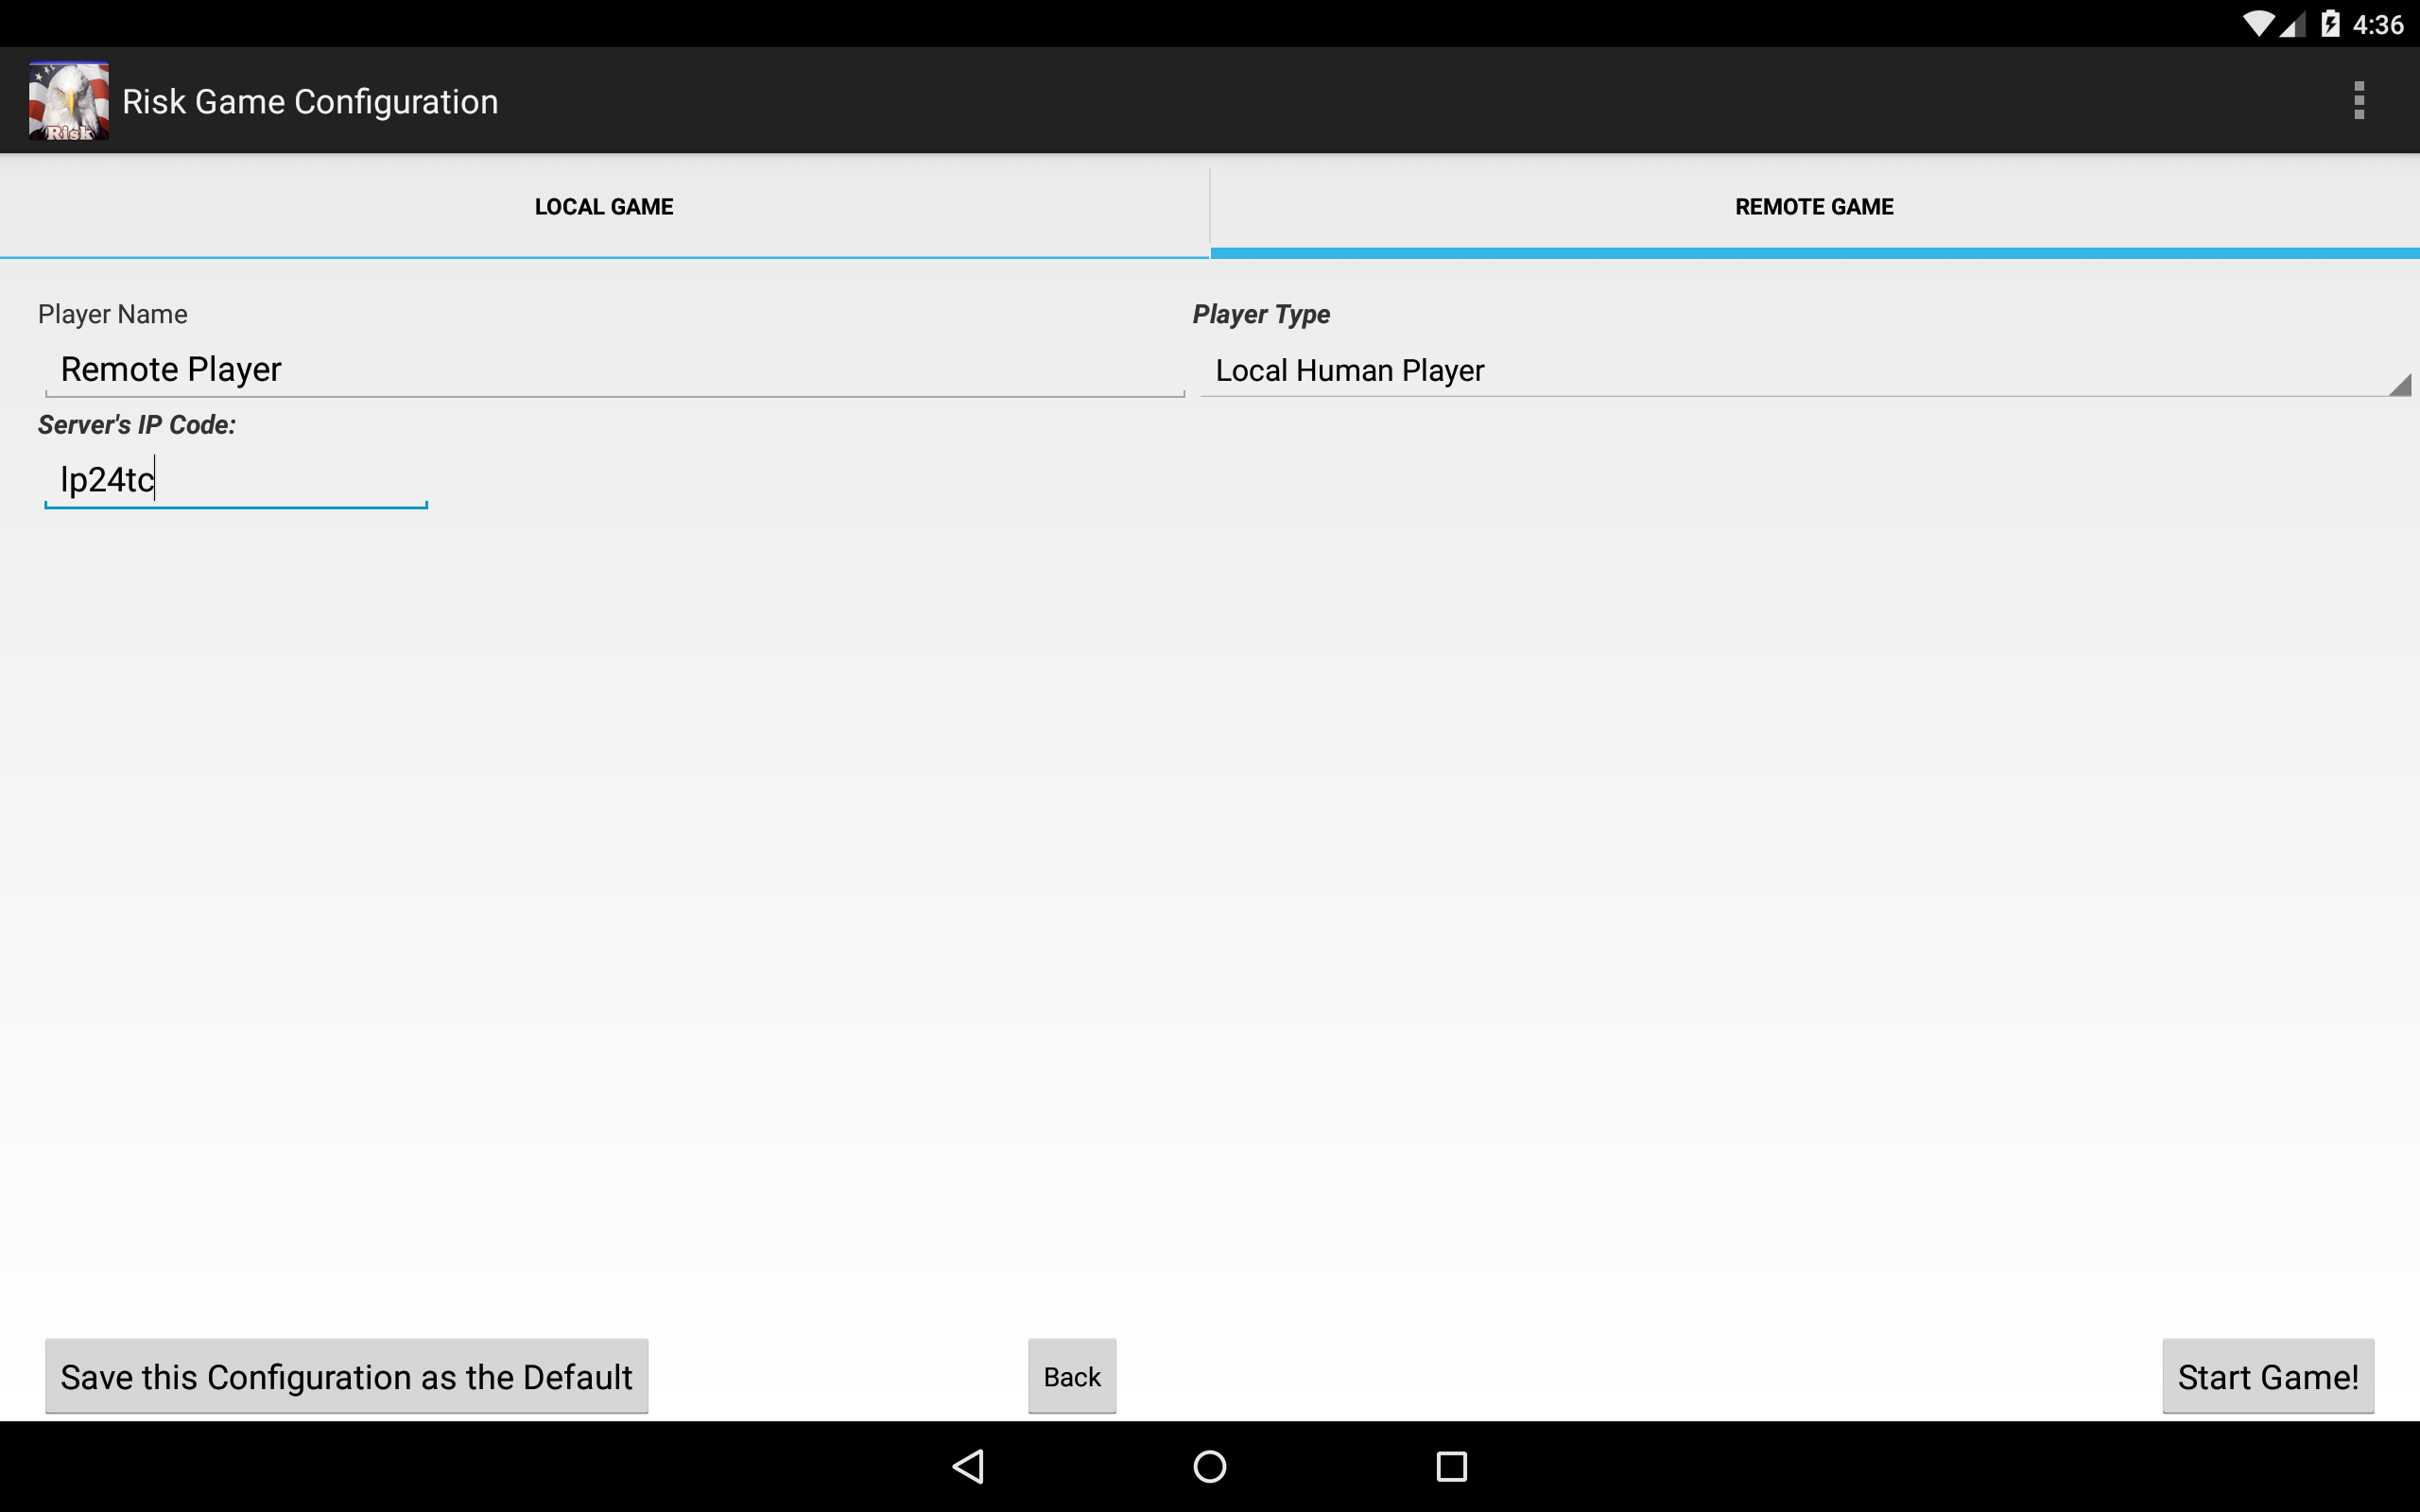 4:36
Risk
Risk Game Configuration
LOCAL GAME
REMOTE GAME
Player Name
Player Type
Remote Player
Local Human Player
Server's IP Code:
lp24tc
Save this Configuration as the Default
Back
Start Game!